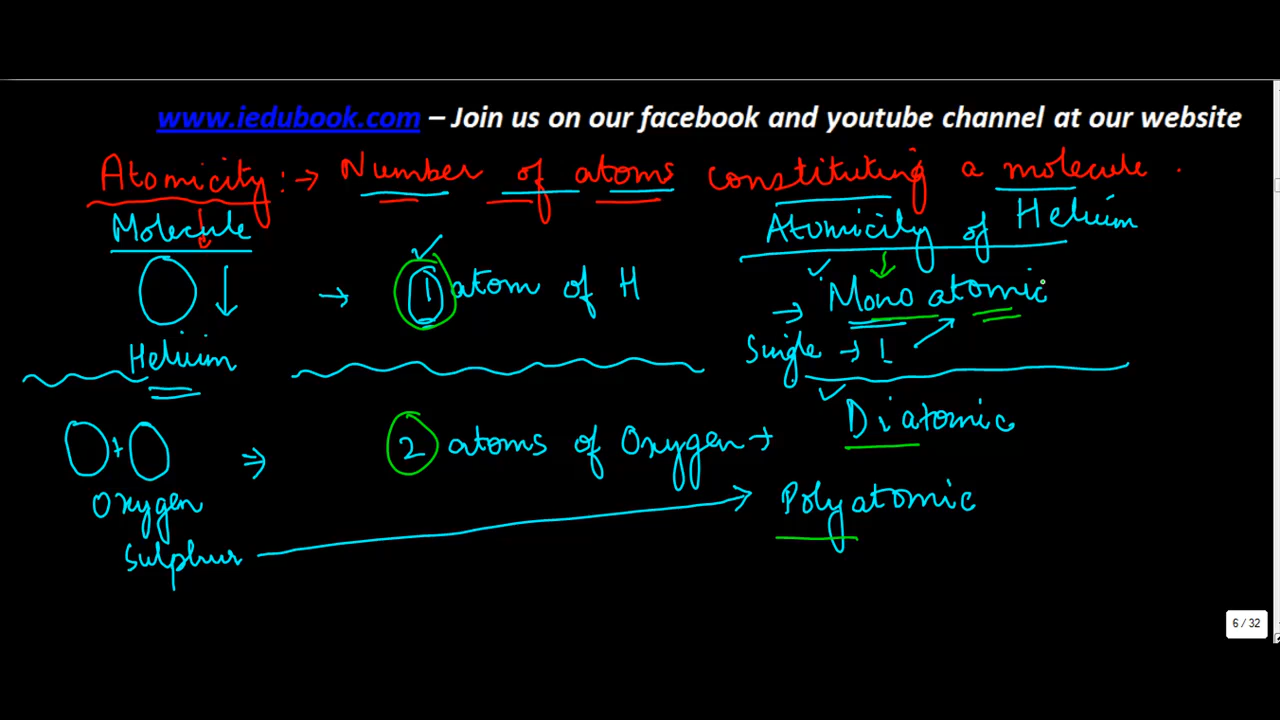 www.iedubook.com – Join us on our facebook and youtube channel at our website
Atomicity :→ Number of atoms constituting a molecule .
Molecule
Atomicity of Helium
→ 1 atom of H
→ Mono atomic
Helium
Single → 1
+ ⇒ 2 atoms of Oxygen →
Diatomic
Oxygen
Polyatomic
Sulphur
6 / 32